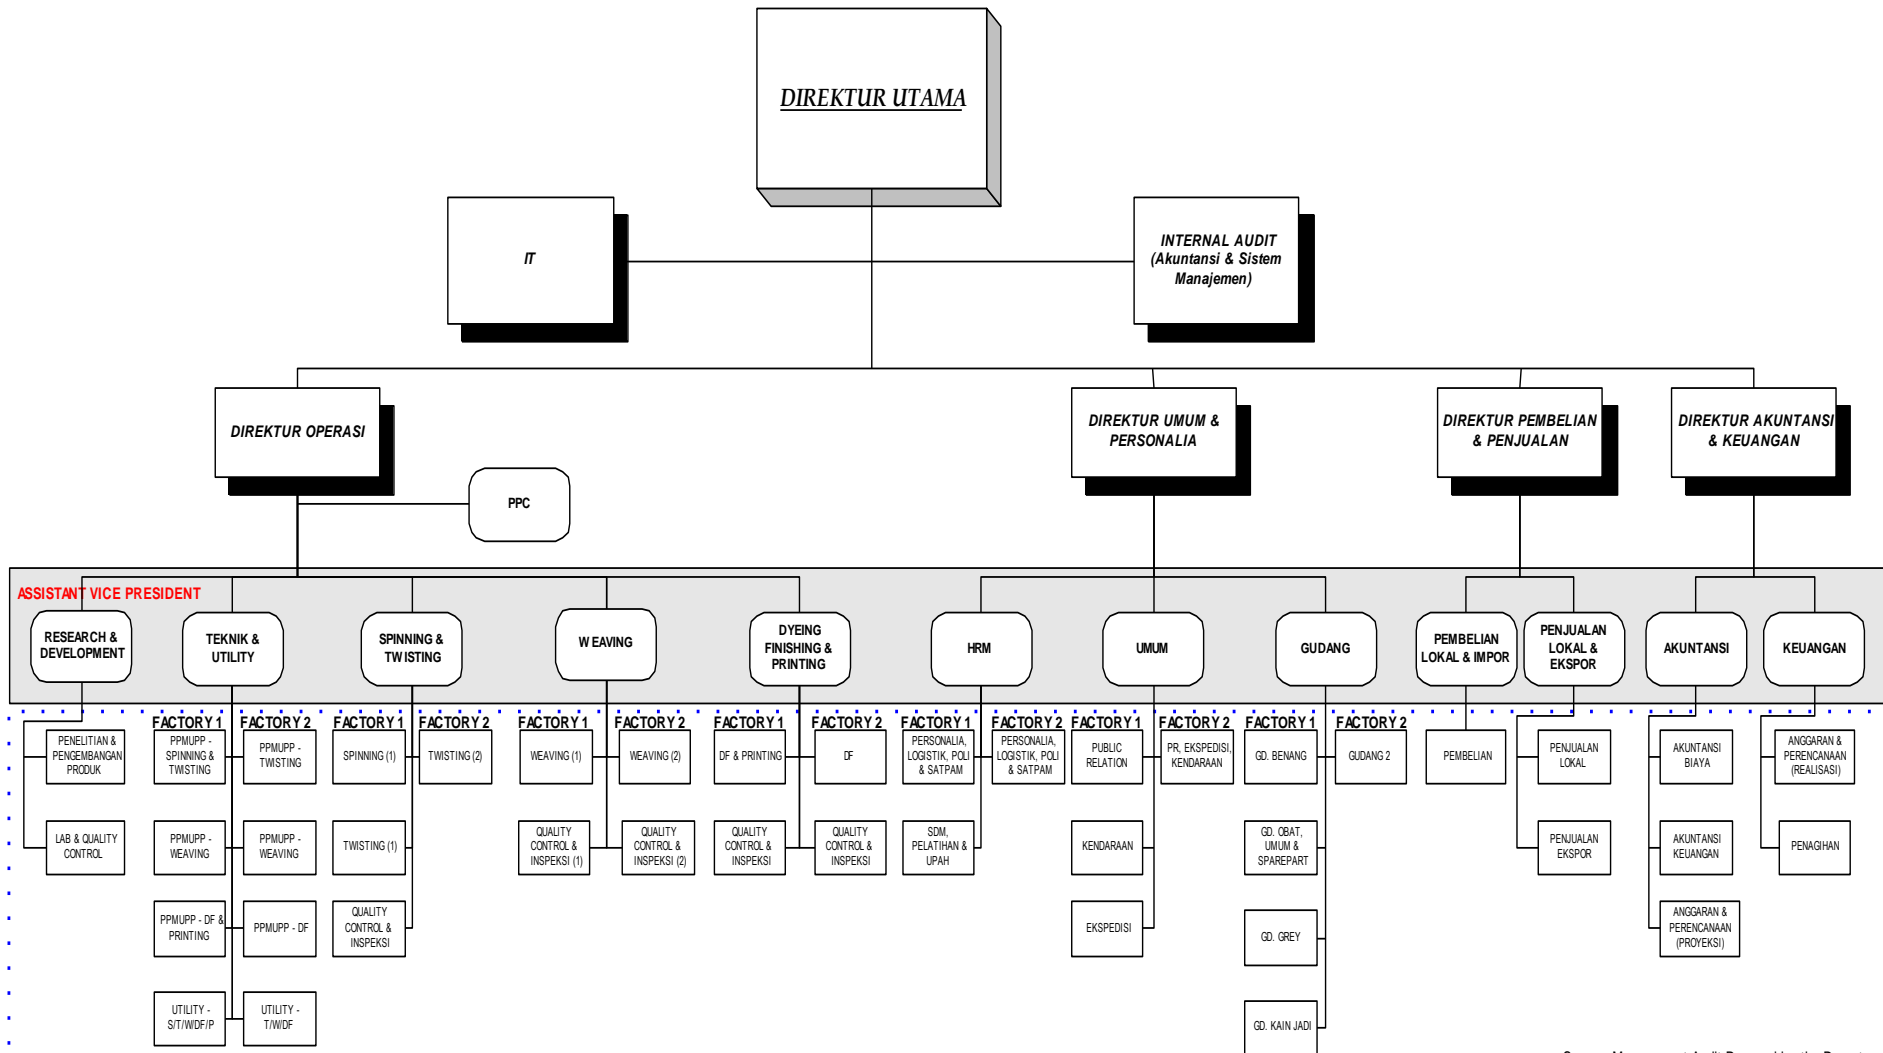 DIREKTUR UTAMA
IT
INTERNAL AUDIT
(Akuntansi & Sistem
Manajemen)
DIREKTUR OPERASI
DIREKTUR UMUM &
PERSONALIA
DIREKTUR PEMBELIAN
& PENJUALAN
DIREKTUR AKUNTANSI
& KEUANGAN
PPC
ASSISTANT VICE PRESIDENT
RESEARCH &
DEVELOPMENT
TEKNIK &
UTILITY
SPINNING &
TWISTING
WEAVING
DYEING
FINISHING &
PRINTING
HRM
UMUM
GUDANG
PEMBELIAN
LOKAL & IMPOR
PENJUALAN
LOKAL &
EKSPOR
AKUNTANSI
KEUANGAN
FACTORY 1
FACTORY 2
FACTORY 1
FACTORY 2
FACTORY 1
FACTORY 2
FACTORY 1
FACTORY 2
FACTORY 1
FACTORY 2
FACTORY 1
FACTORY 2
FACTORY 1
FACTORY 2
PENELITIAN &
PENGEMBANGAN
PRODUK
PPMUPP -
SPINNING &
TWISTING
PPMUPP -
TWISTING
SPINNING (1)
TWISTING (2)
WEAVING (1)
WEAVING (2)
DF & PRINTING
DF
PERSONALIA,
LOGISTIK, POLI
& SATPAM
PERSONALIA,
LOGISTIK, POLI
& SATPAM
PUBLIC
RELATION
PR, EKSPEDISI,
KENDARAAN
GD. BENANG
GUDANG 2
PEMBELIAN
PENJUALAN
LOKAL
AKUNTANSI
BIAYA
ANGGARAN &
PERENCANAAN
(REALISASI)
LAB & QUALITY
CONTROL
PPMUPP -
WEAVING
PPMUPP -
WEAVING
TWISTING (1)
QUALITY
CONTROL &
INSPEKSI (1)
QUALITY
CONTROL &
INSPEKSI (2)
QUALITY
CONTROL &
INSPEKSI
QUALITY
CONTROL &
INSPEKSI
SDM,
PELATIHAN &
UPAH
KENDARAAN
GD. OBAT,
UMUM &
SPAREPART
PENJUALAN
EKSPOR
AKUNTANSI
KEUANGAN
PENAGIHAN
PPMUPP - DF &
PRINTING
PPMUPP - DF
QUALITY
CONTROL &
INSPEKSI
EKSPEDISI
GD. GREY
ANGGARAN &
PERENCANAAN
(PROYEKSI)
UTILITY -
S/T/W/DF/P
UTILITY -
T/W/DF
GD. KAIN JADI